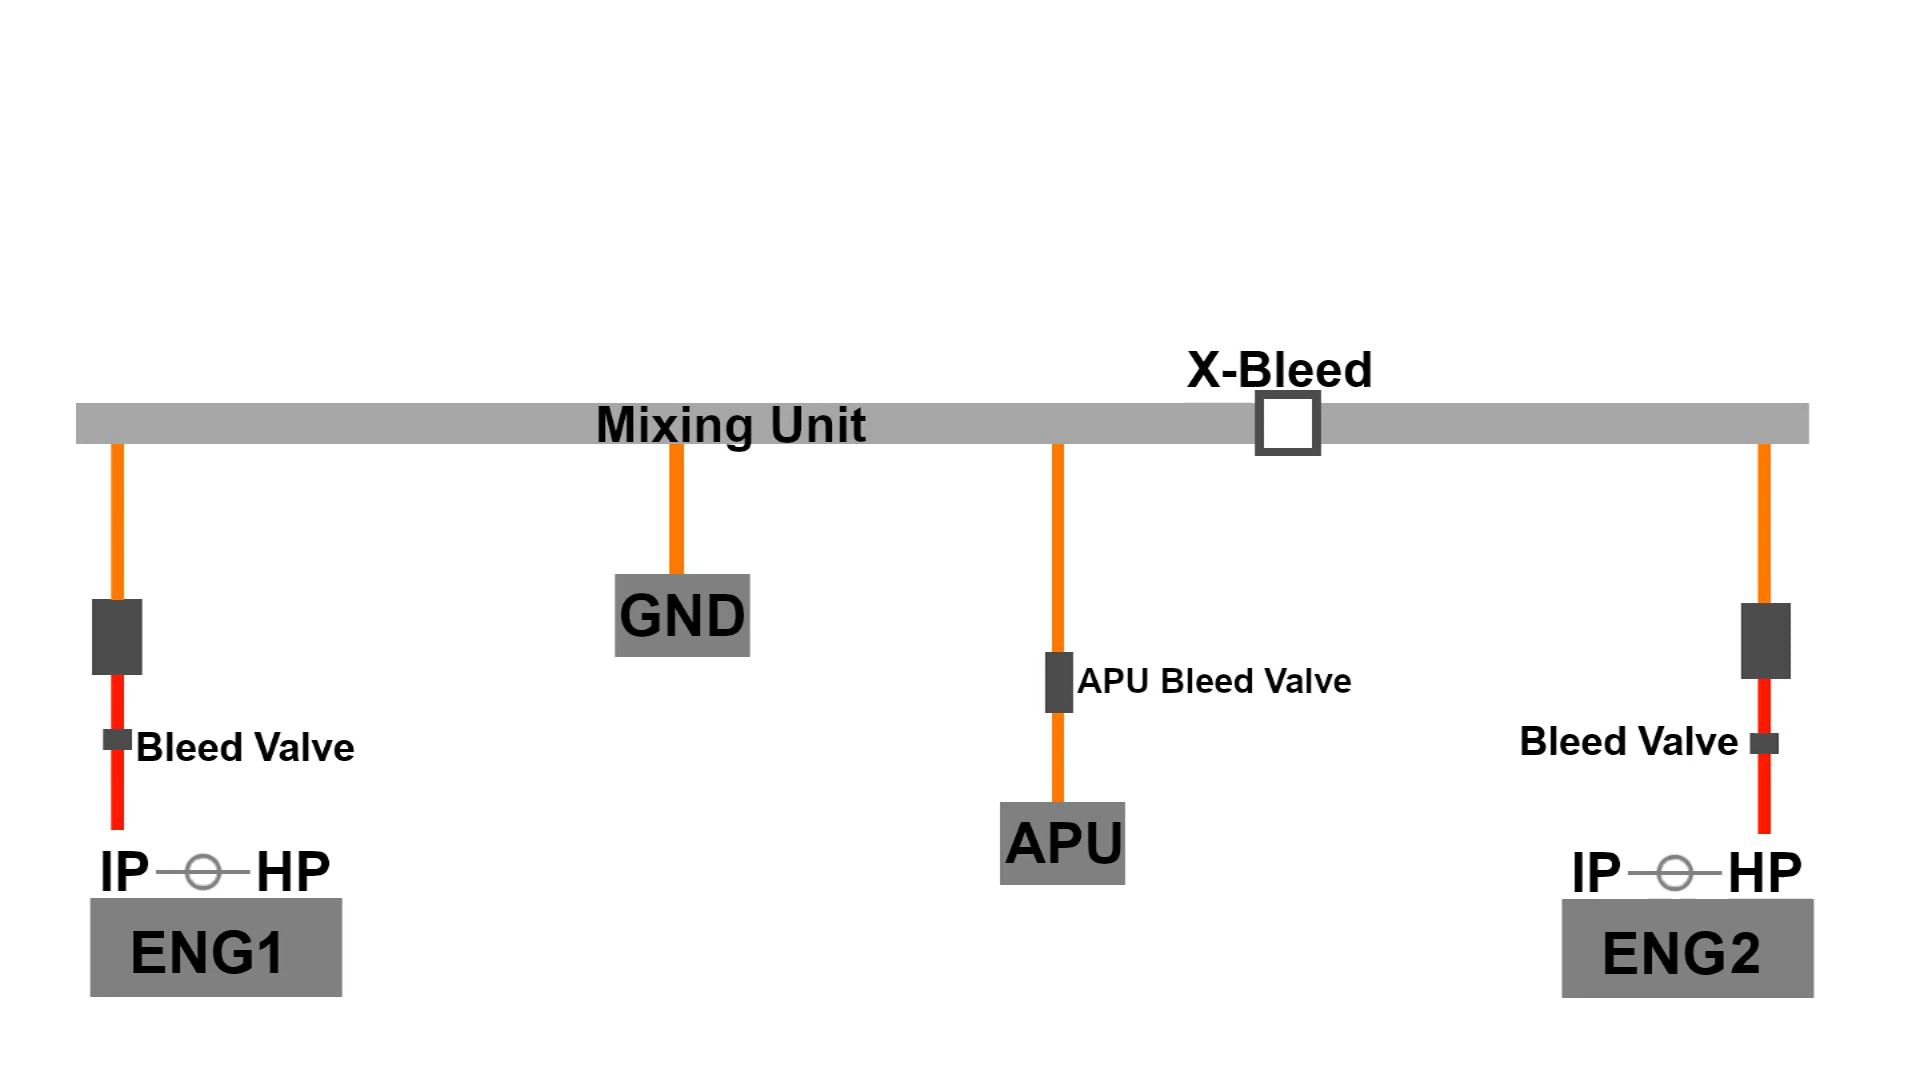 X-Bleed
Mixing Unit
GND
APU Bleed Valve
Bleed Valve
Bleed Valve
APU
IP
HP
IP
HP
ENG1
ENG2